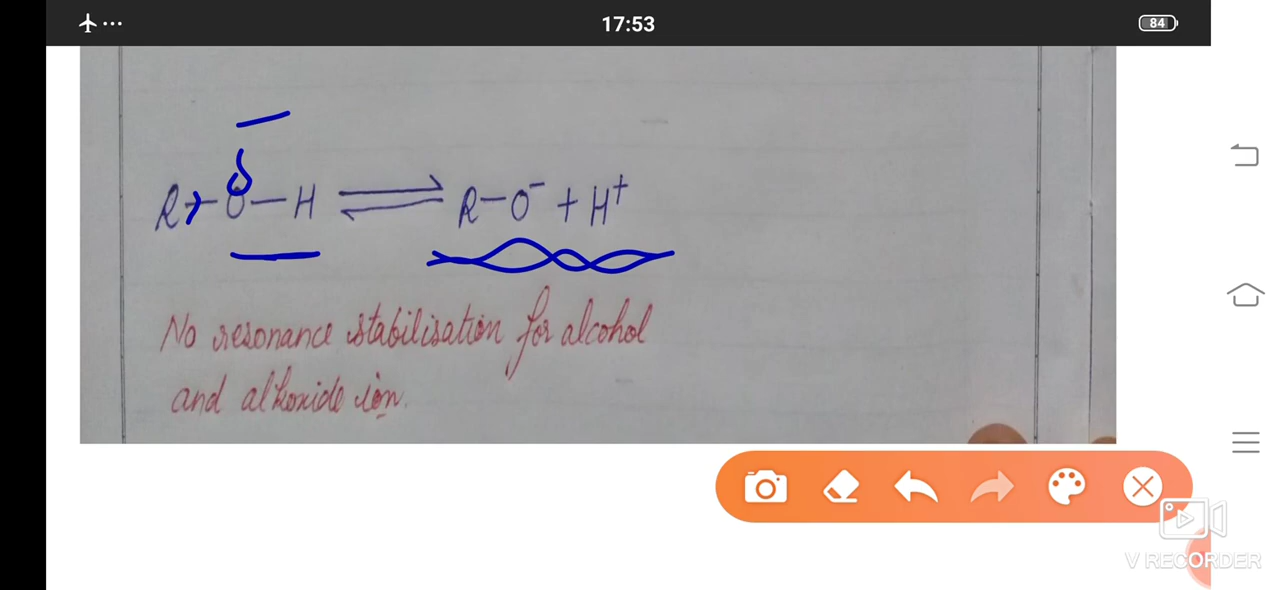 17:53
84
R-O-H ⇌ R-O⁻ + H⁺
No resonance stabilisation for alcohol
and alkoxide ion.
V RECORDER